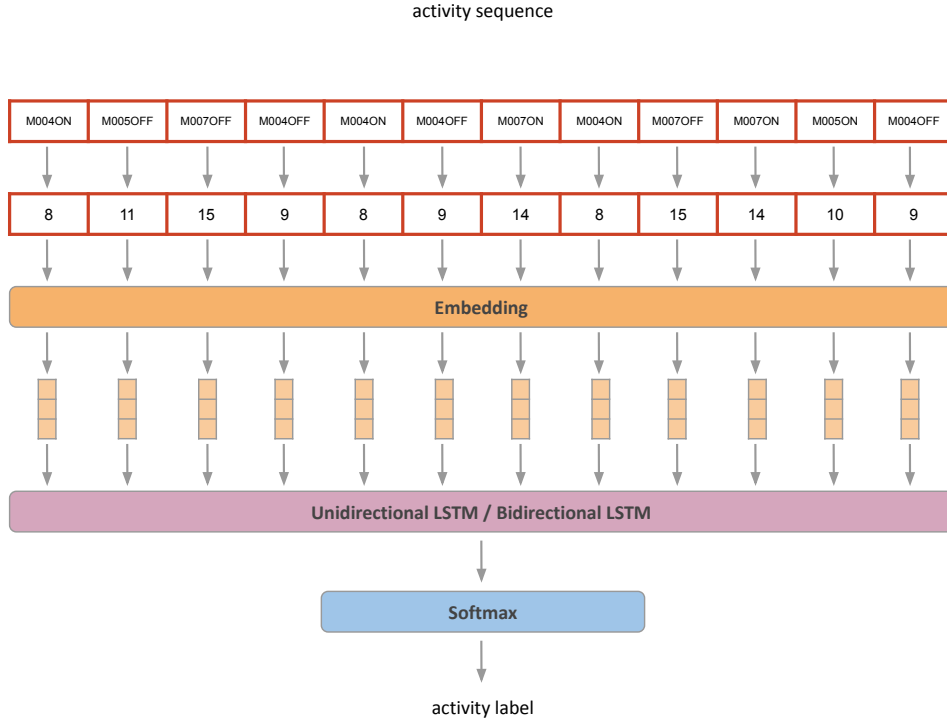 activity sequence
M004ON M005OFF M007OFF M004OFF M004ON M004OFF M007ON M004ON M007OFF M007ON M005ON M004OFF
8 11 15 9 8 9 14 8 15 14 10 9
Embedding
Unidirectional LSTM / Bidirectional LSTM
Softmax
activity label